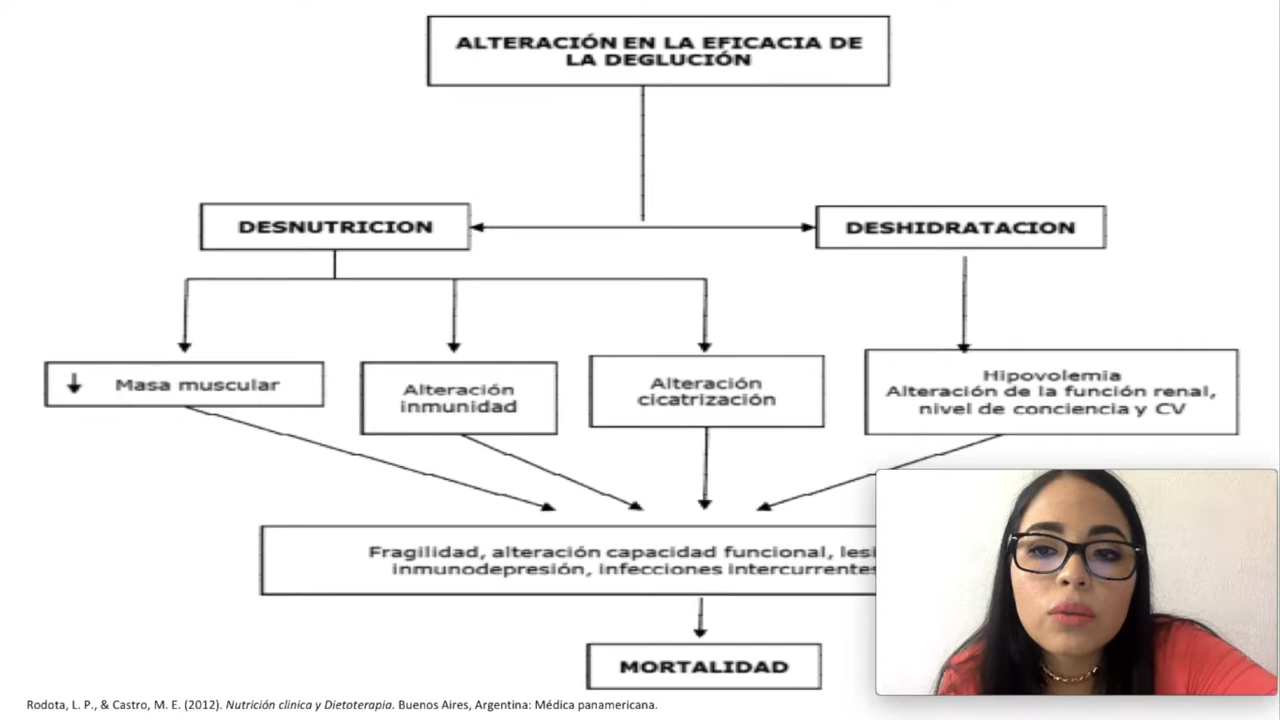 ALTERACIÓN EN LA EFICACIA DE
LA DEGLUCIÓN
DESNUTRICION
DESHIDRATACION
Masa muscular
Alteración
inmunidad
Alteración
cicatrización
Hipovolemia
Alteración de la función renal,
nivel de conciencia y CV
Fragilidad, alteración capacidad funcional,
inmunodepresión, infecciones intercurrentes
MORTALIDAD
Rodota, L. P., & Castro, M. E. (2012). Nutrición clinica y Dietoterapia. Buenos Aires, Argentina: Médica panamericana.